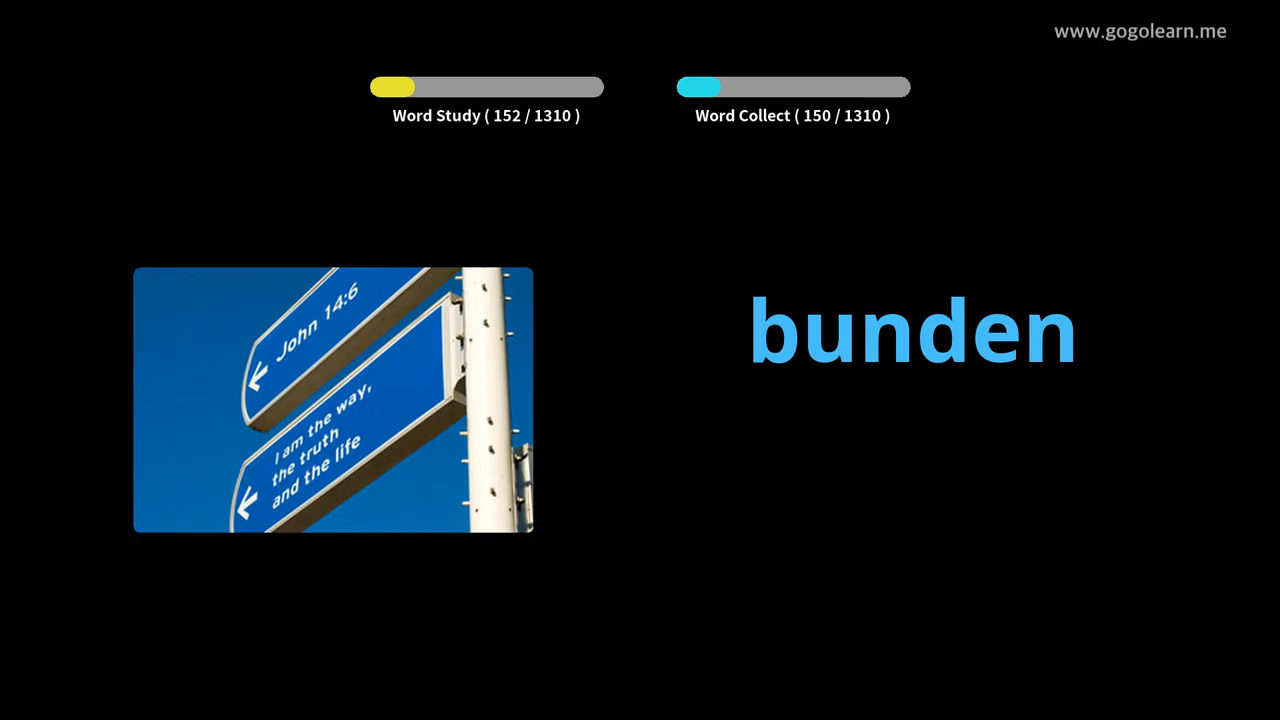 www.gogolearn.me
Word Study ( 152 / 1310 )
Word Collect ( 150 / 1310 )
John 14:6
I am the way,
the truth
and the life
bunden